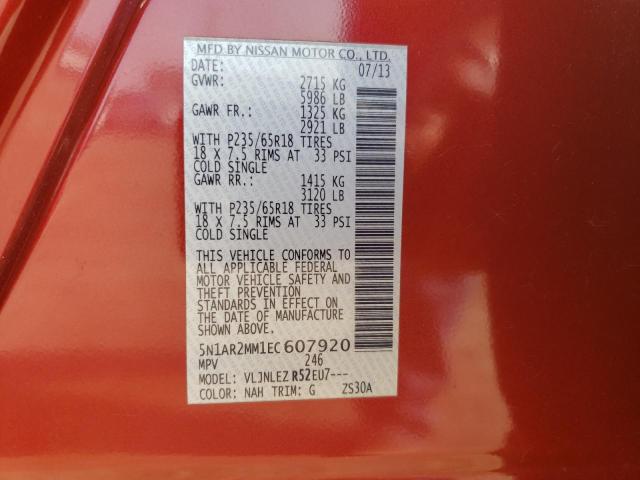 MFD BY NISSAN MOTOR CO., LTD.
DATE: 07/13
GVWR: 2715 KG
5986 LB
GAWR FR.: 1325 KG
2921 LB
WITH P235/65R18 TIRES
18 X 7.5 RIMS AT 33 PSI
COLD SINGLE
GAWR RR.: 1415 KG
3120 LB
WITH P235/65R18 TIRES
18 X 7.5 RIMS AT 33 PSI
COLD SINGLE
THIS VEHICLE CONFORMS TO
ALL APPLICABLE FEDERAL
MOTOR VEHICLE SAFETY AND
THEFT PREVENTION
STANDARDS IN EFFECT ON
THE DATE OF MANUFACTURE
SHOWN ABOVE.
5N1AR2MM1EC607920
MPV 246
MODEL: VLJNLEZ R52EU7---
COLOR: NAH TRIM: G ZS30A